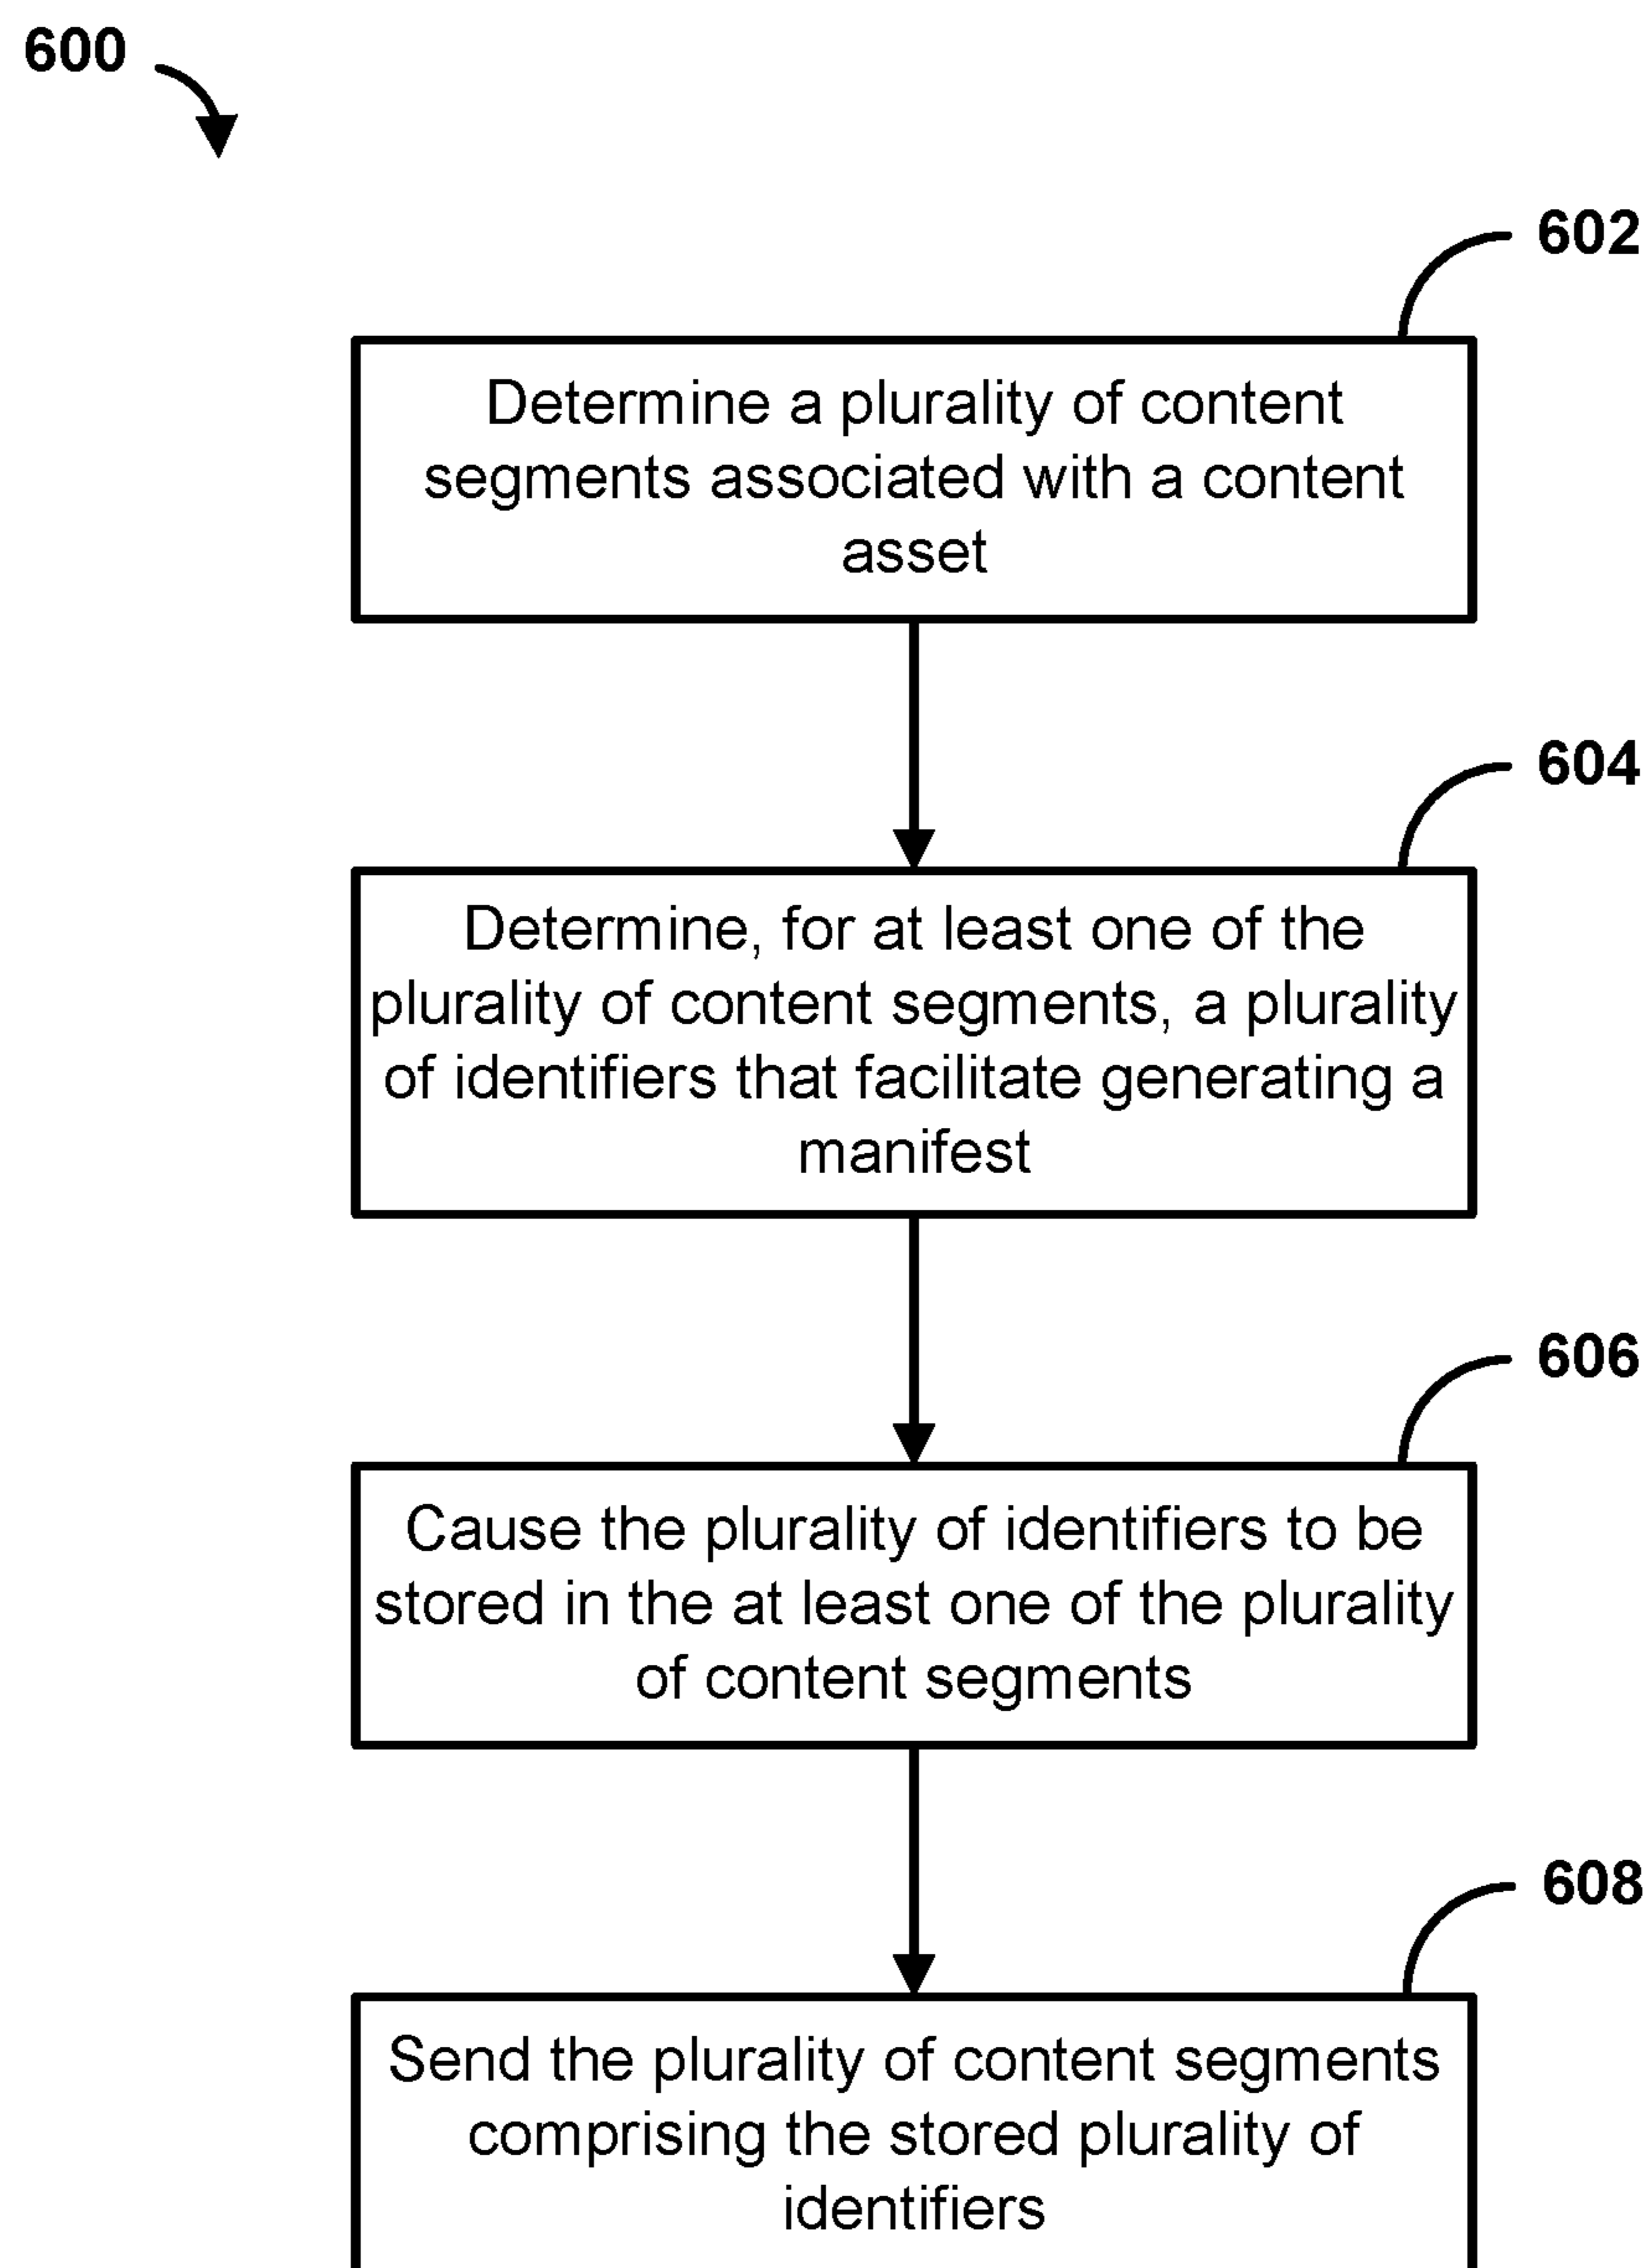 600
602
Determine a plurality of content
segments associated with a content
asset
604
Determine, for at least one of the
plurality of content segments, a plurality
of identifiers that facilitate generating a
manifest
606
Cause the plurality of identifiers to be
stored in the at least one of the plurality
of content segments
608
Send the plurality of content segments
comprising the stored plurality of
identifiers